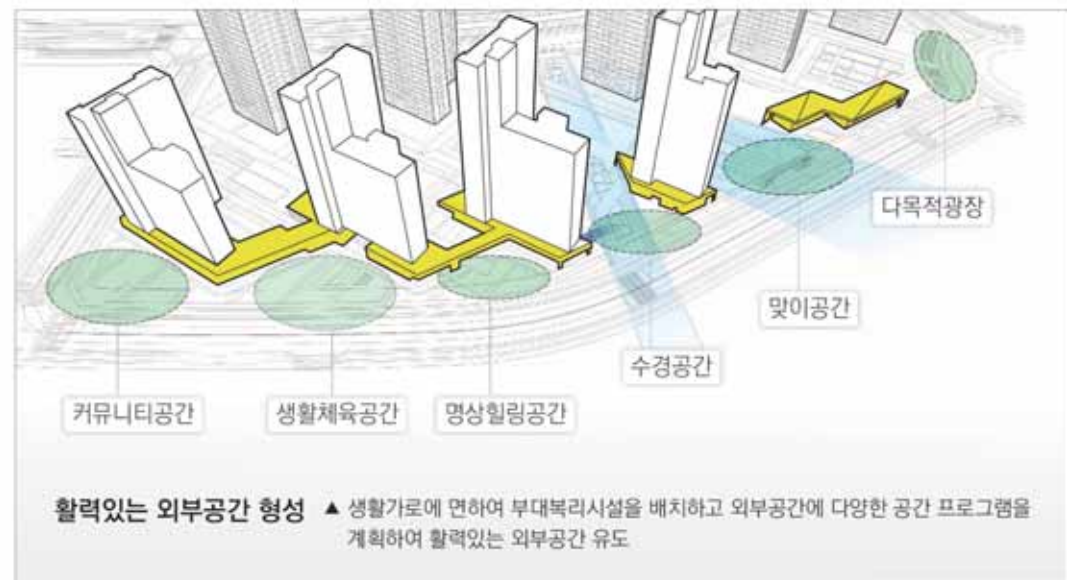 다목적광장
맞이공간
수경공간
커뮤니티공간
생활체육공간
명상힐링공간
활력있는 외부공간 형성
▲ 생활가로에 면하여 부대복리시설을 배치하고 외부공간에 다양한 공간 프로그램을
계획하여 활력있는 외부공간 유도